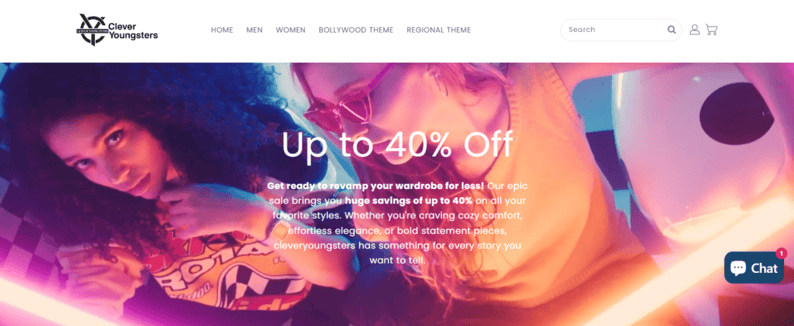 Clever
Youngsters
HOME MEN WOMEN BOLLYWOOD THEME REGIONAL THEME
Search
Up to 40% Off
Get ready to revamp your wardrobe for less! Our epic
sale brings you huge savings of up to 40% on all your
favorite styles. Whether you're craving cozy comfort,
effortless elegance, or bold statement pieces,
cleveryoungsters has something for every story you
want to tell.
1
Chat